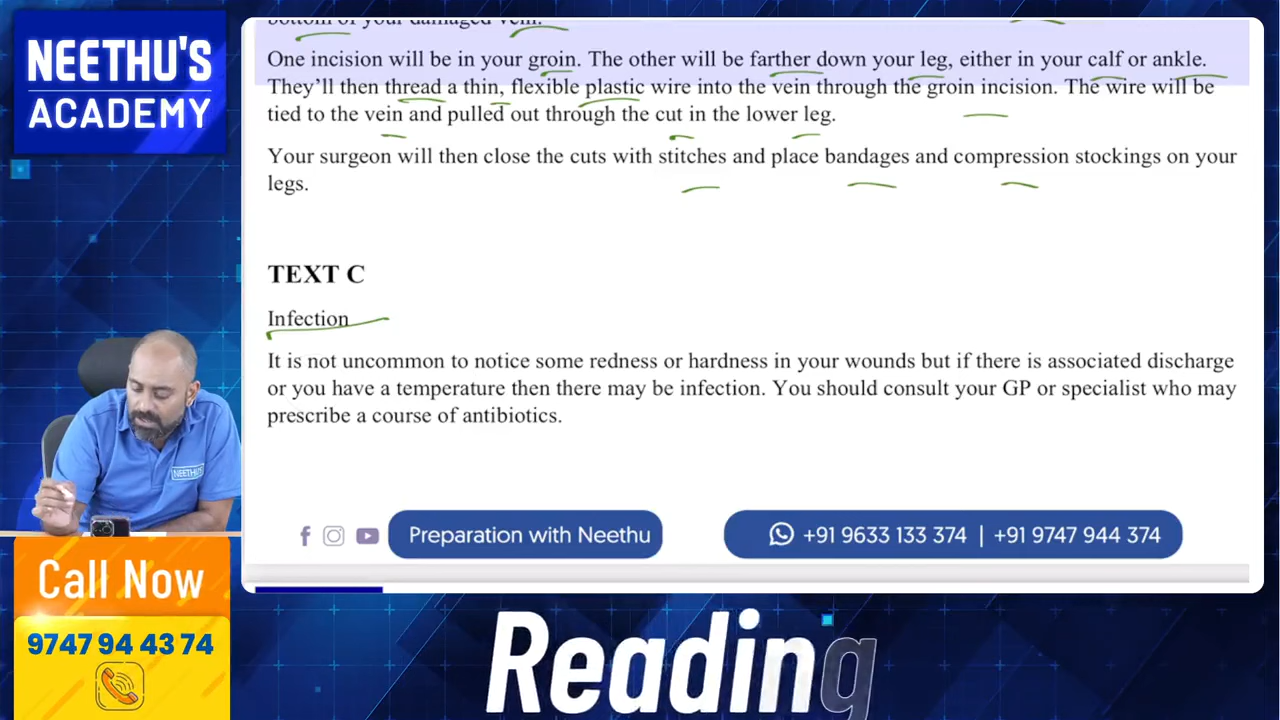 NEETHU'S
ACADEMY
bottom of your damaged vein.
One incision will be in your groin. The other will be farther down your leg, either in your calf or ankle.
They'll then thread a thin, flexible plastic wire into the vein through the groin incision. The wire will be
tied to the vein and pulled out through the cut in the lower leg.
Your surgeon will then close the cuts with stitches and place bandages and compression stockings on your
legs.
TEXT C
Infection
It is not uncommon to notice some redness or hardness in your wounds but if there is associated discharge
or you have a temperature then there may be infection. You should consult your GP or specialist who may
prescribe a course of antibiotics.
NEETHU'S
Preparation with Neethu
+91 9633 133 374 | +91 9747 944 374
Call Now
9747 94 43 74
Reading